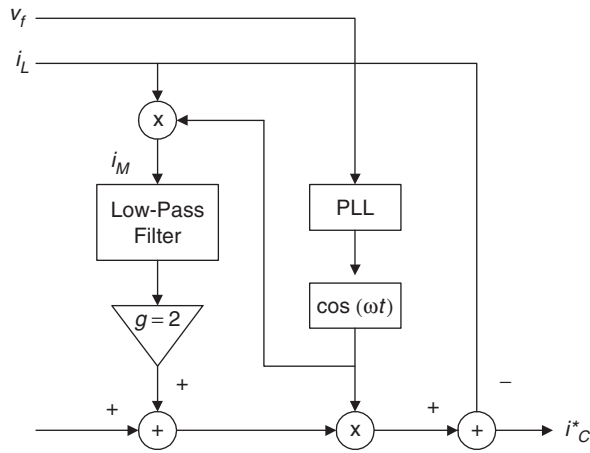 v_f
i_L
x
i_M
Low-Pass
Filter
PLL
g = 2
cos (ωt)
+
+
+
x
+
−
+
i*_C